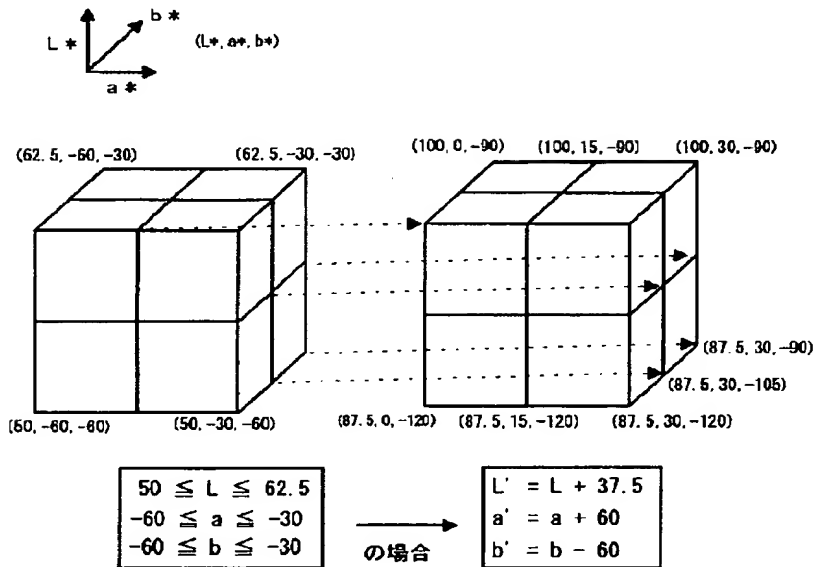 b*
L*
(L*, a*, b*)
a*
(62.5, -60, -30)
(62.5, -30, -30)
(100, 0, -90)
(100, 15, -90)
(100, 30, -90)
(87.5, 30, -90)
(87.5, 30, -105)
(50, -60, -60)
(50, -30, -60)
(87.5, 0, -120)
(87.5, 15, -120)
(87.5, 30, -120)
50 ≦ L ≦ 62.5
-60 ≦ a ≦ -30
-60 ≦ b ≦ -30
の場合
L' = L + 37.5
a' = a + 60
b' = b - 60